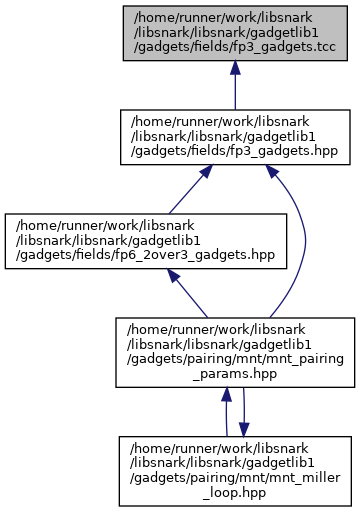 /home/runner/work/libsnark
/libsnark/libsnark/gadgetlib1
/gadgets/fields/fp3_gadgets.tcc
/home/runner/work/libsnark
/libsnark/libsnark/gadgetlib1
/gadgets/fields/fp3_gadgets.hpp
/home/runner/work/libsnark
/libsnark/libsnark/gadgetlib1
/gadgets/fields/fp6_2over3_gadgets.hpp
/home/runner/work/libsnark
/libsnark/libsnark/gadgetlib1
/gadgets/pairing/mnt/mnt_pairing
_params.hpp
/home/runner/work/libsnark
/libsnark/libsnark/gadgetlib1
/gadgets/pairing/mnt/mnt_miller
_loop.hpp